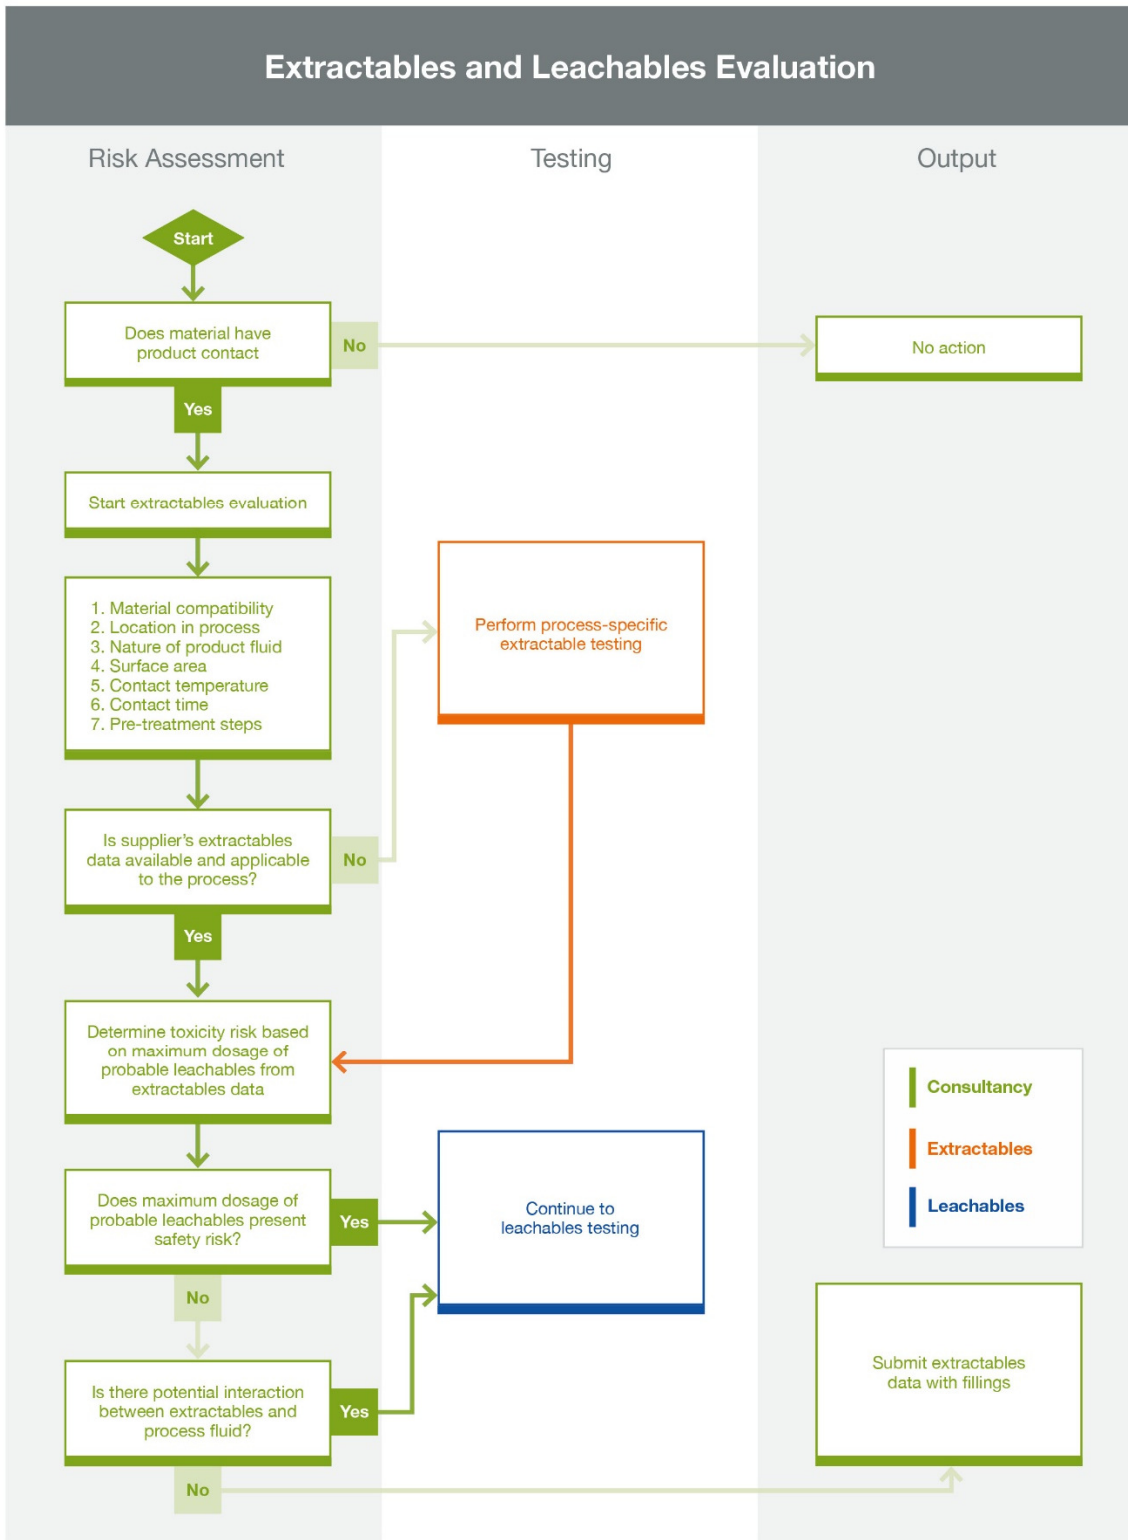 Extractables and Leachables Evaluation
Risk Assessment
Testing
Output
Start
Does material have
product contact
No
No action
Yes
Start extractables evaluation
1. Material compatibility
2. Location in process
3. Nature of product fluid
4. Surface area
5. Contact temperature
6. Contact time
7. Pre-treatment steps
Perform process-specific
extractable testing
Is supplier's extractables
data available and applicable
to the process?
No
Yes
Determine toxicity risk based
on maximum dosage of
probable leachables from
extractables data
Consultancy
Extractables
Leachables
Does maximum dosage of
probable leachables present
safety risk?
Yes
Continue to
leachables testing
No
Is there potential interaction
between extractables and
process fluid?
Yes
Submit extractables
data with fillings
No